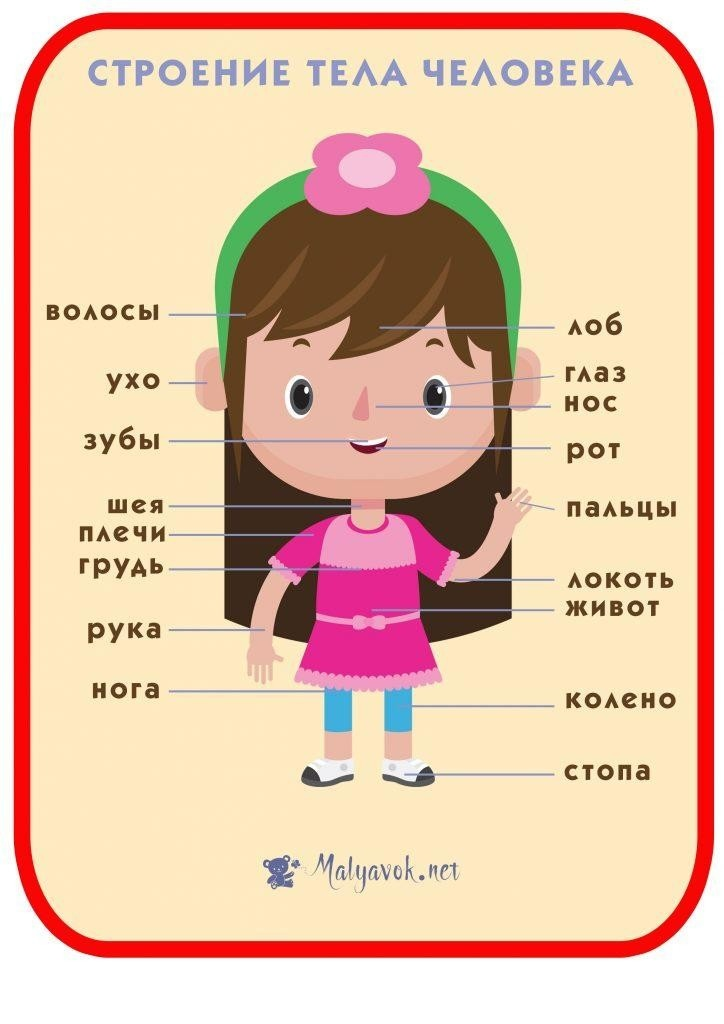 СТРОЕНИЕ ТЕЛА ЧЕЛОВЕКА
волосы
ухо
зубы
шея
плечи
грудь
рука
нога
лоб
глаз
нос
рот
пальцы
локоть
живот
колено
стопа
Malyavok.net